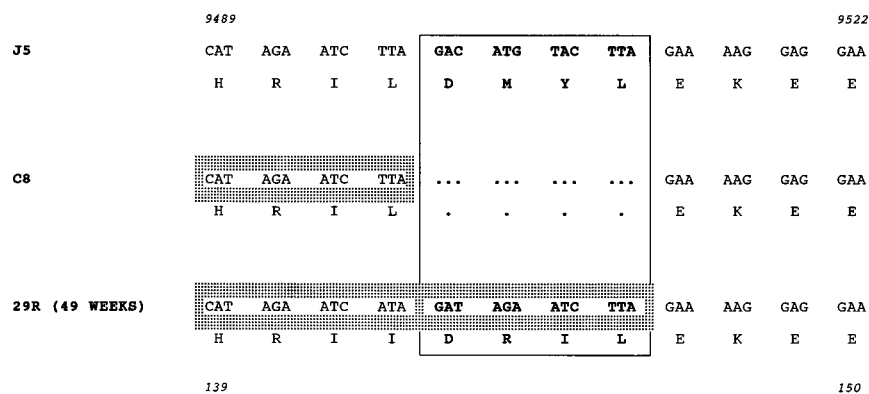 9489 9522
J5 CAT AGA ATC TTA GAC ATG TAC TTA GAA AAG GAG GAA
H R I L D M Y L E K E E
C8 CAT AGA ATC TTA ... ... ... ... GAA AAG GAG GAA
H R I L . . . . E K E E
29R (49 WEEKS) CAT AGA ATC ATA GAT AGA ATC TTA GAA AAG GAG GAA
H R I I D R I L E K E E
139 150